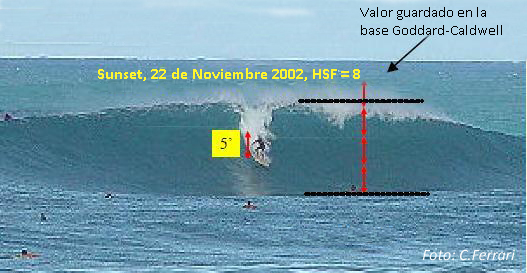 Valor guardado en la
base Goddard-Caldwell
Sunset, 22 de Noviembre 2002, HSF = 8
5'
Foto: C.Ferrari